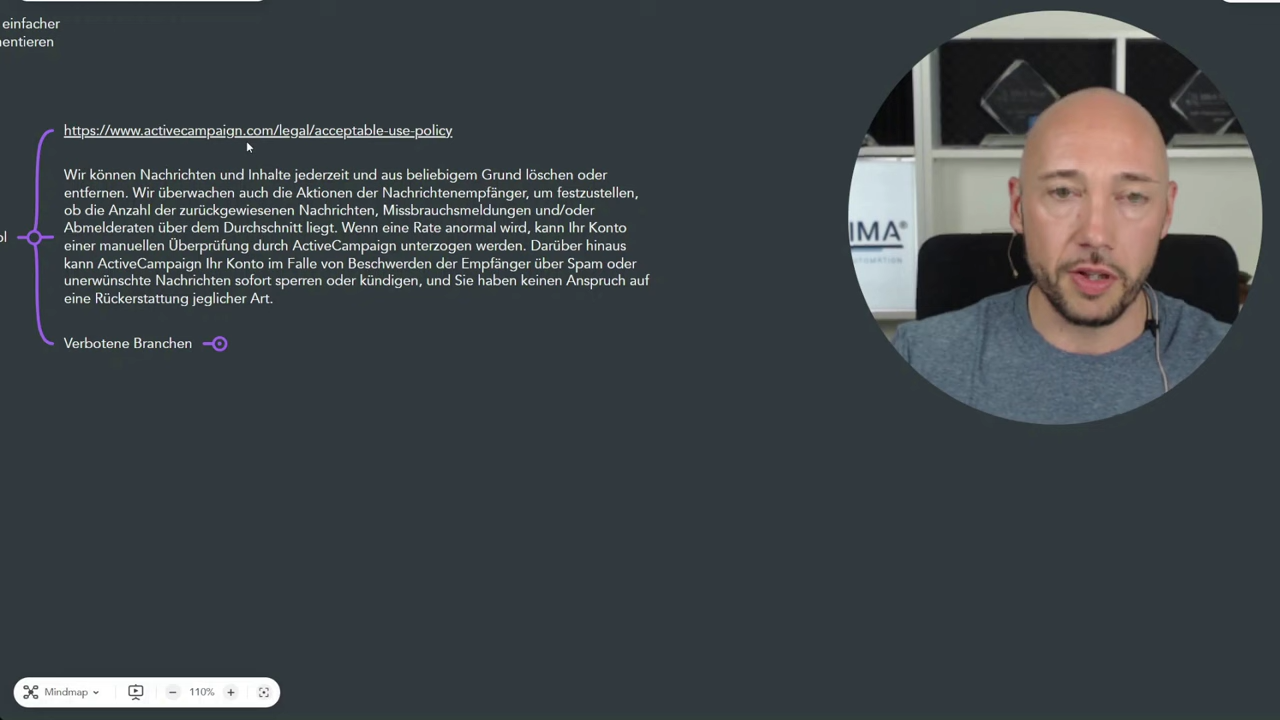 einfacher
nentieren
https://www.activecampaign.com/legal/acceptable-use-policy
Wir können Nachrichten und Inhalte jederzeit und aus beliebigem Grund löschen oder
entfernen. Wir überwachen auch die Aktionen der Nachrichtenempfänger, um festzustellen,
ob die Anzahl der zurückgewiesenen Nachrichten, Missbrauchsmeldungen und/oder
Abmelderaten über dem Durchschnitt liegt. Wenn eine Rate anormal wird, kann Ihr Konto
einer manuellen Überprüfung durch ActiveCampaign unterzogen werden. Darüber hinaus
kann ActiveCampaign Ihr Konto im Falle von Beschwerden der Empfänger über Spam oder
unerwünschte Nachrichten sofort sperren oder kündigen, und Sie haben keinen Anspruch auf
eine Rückerstattung jeglicher Art.
ol
Verbotene Branchen
IMA®
OMATION
Mindmap
110%